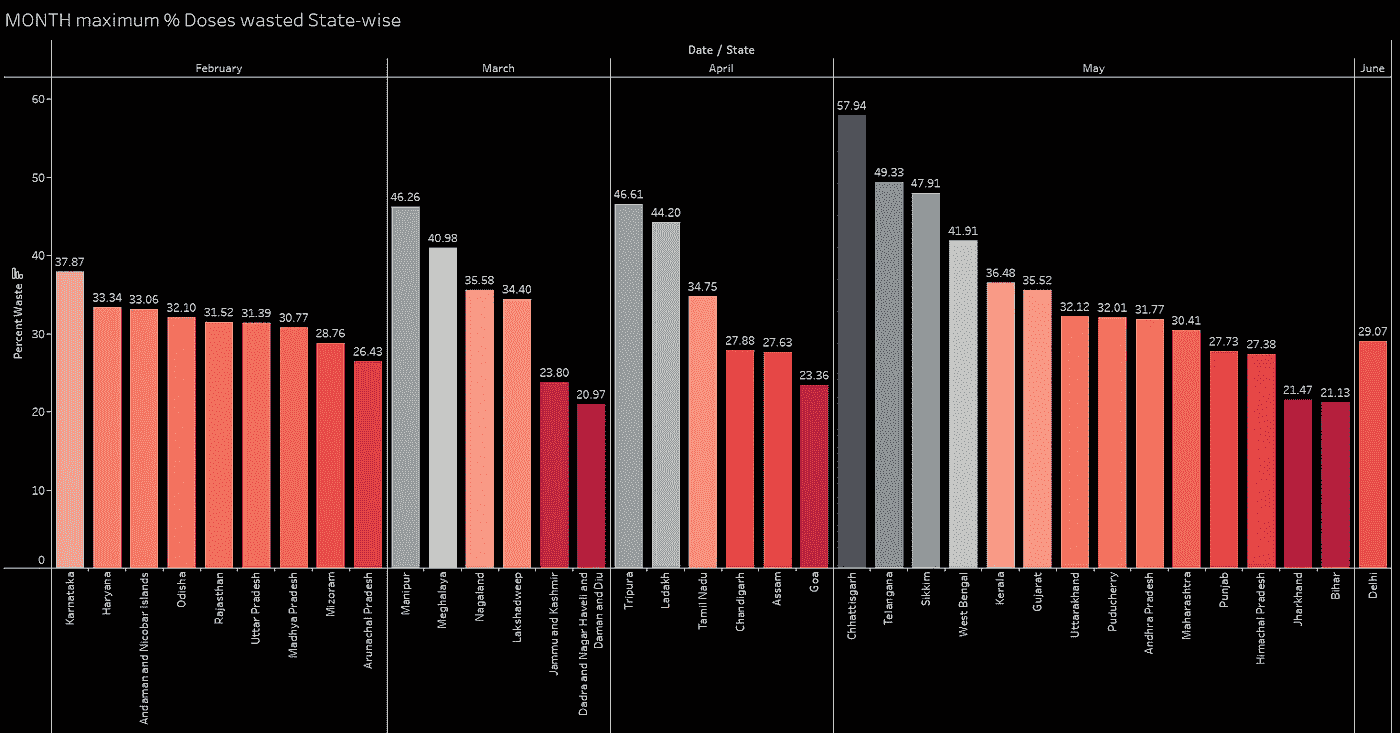 MONTH maximum % Doses wasted State-wise
Date / State
February
March
April
May
June
Percent Waste
60
50
40
30
20
10
0
37.87
33.34
33.06
32.10
31.52
31.39
30.77
28.76
26.43
46.26
40.98
35.58
34.40
23.80
20.97
46.61
44.20
34.75
27.88
27.63
23.36
57.94
49.33
47.91
41.91
36.48
35.52
32.12
32.01
31.77
30.41
27.73
27.38
21.47
21.13
29.07
Karnataka
Haryana
Andaman and Nicobar Islands
Odisha
Rajasthan
Uttar Pradesh
Madhya Pradesh
Mizoram
Arunachal Pradesh
Manipur
Meghalaya
Nagaland
Lakshadweep
Jammu and Kashmir
Dadra and Nagar Haveli and
Daman and Diu
Tripura
Ladakh
Tamil Nadu
Chandigarh
Assam
Goa
Chhattisgarh
Telangana
Sikkim
West Bengal
Kerala
Gujarat
Uttarakhand
Puducherry
Andhra Pradesh
Maharashtra
Punjab
Himachal Pradesh
Jharkhand
Bihar
Delhi